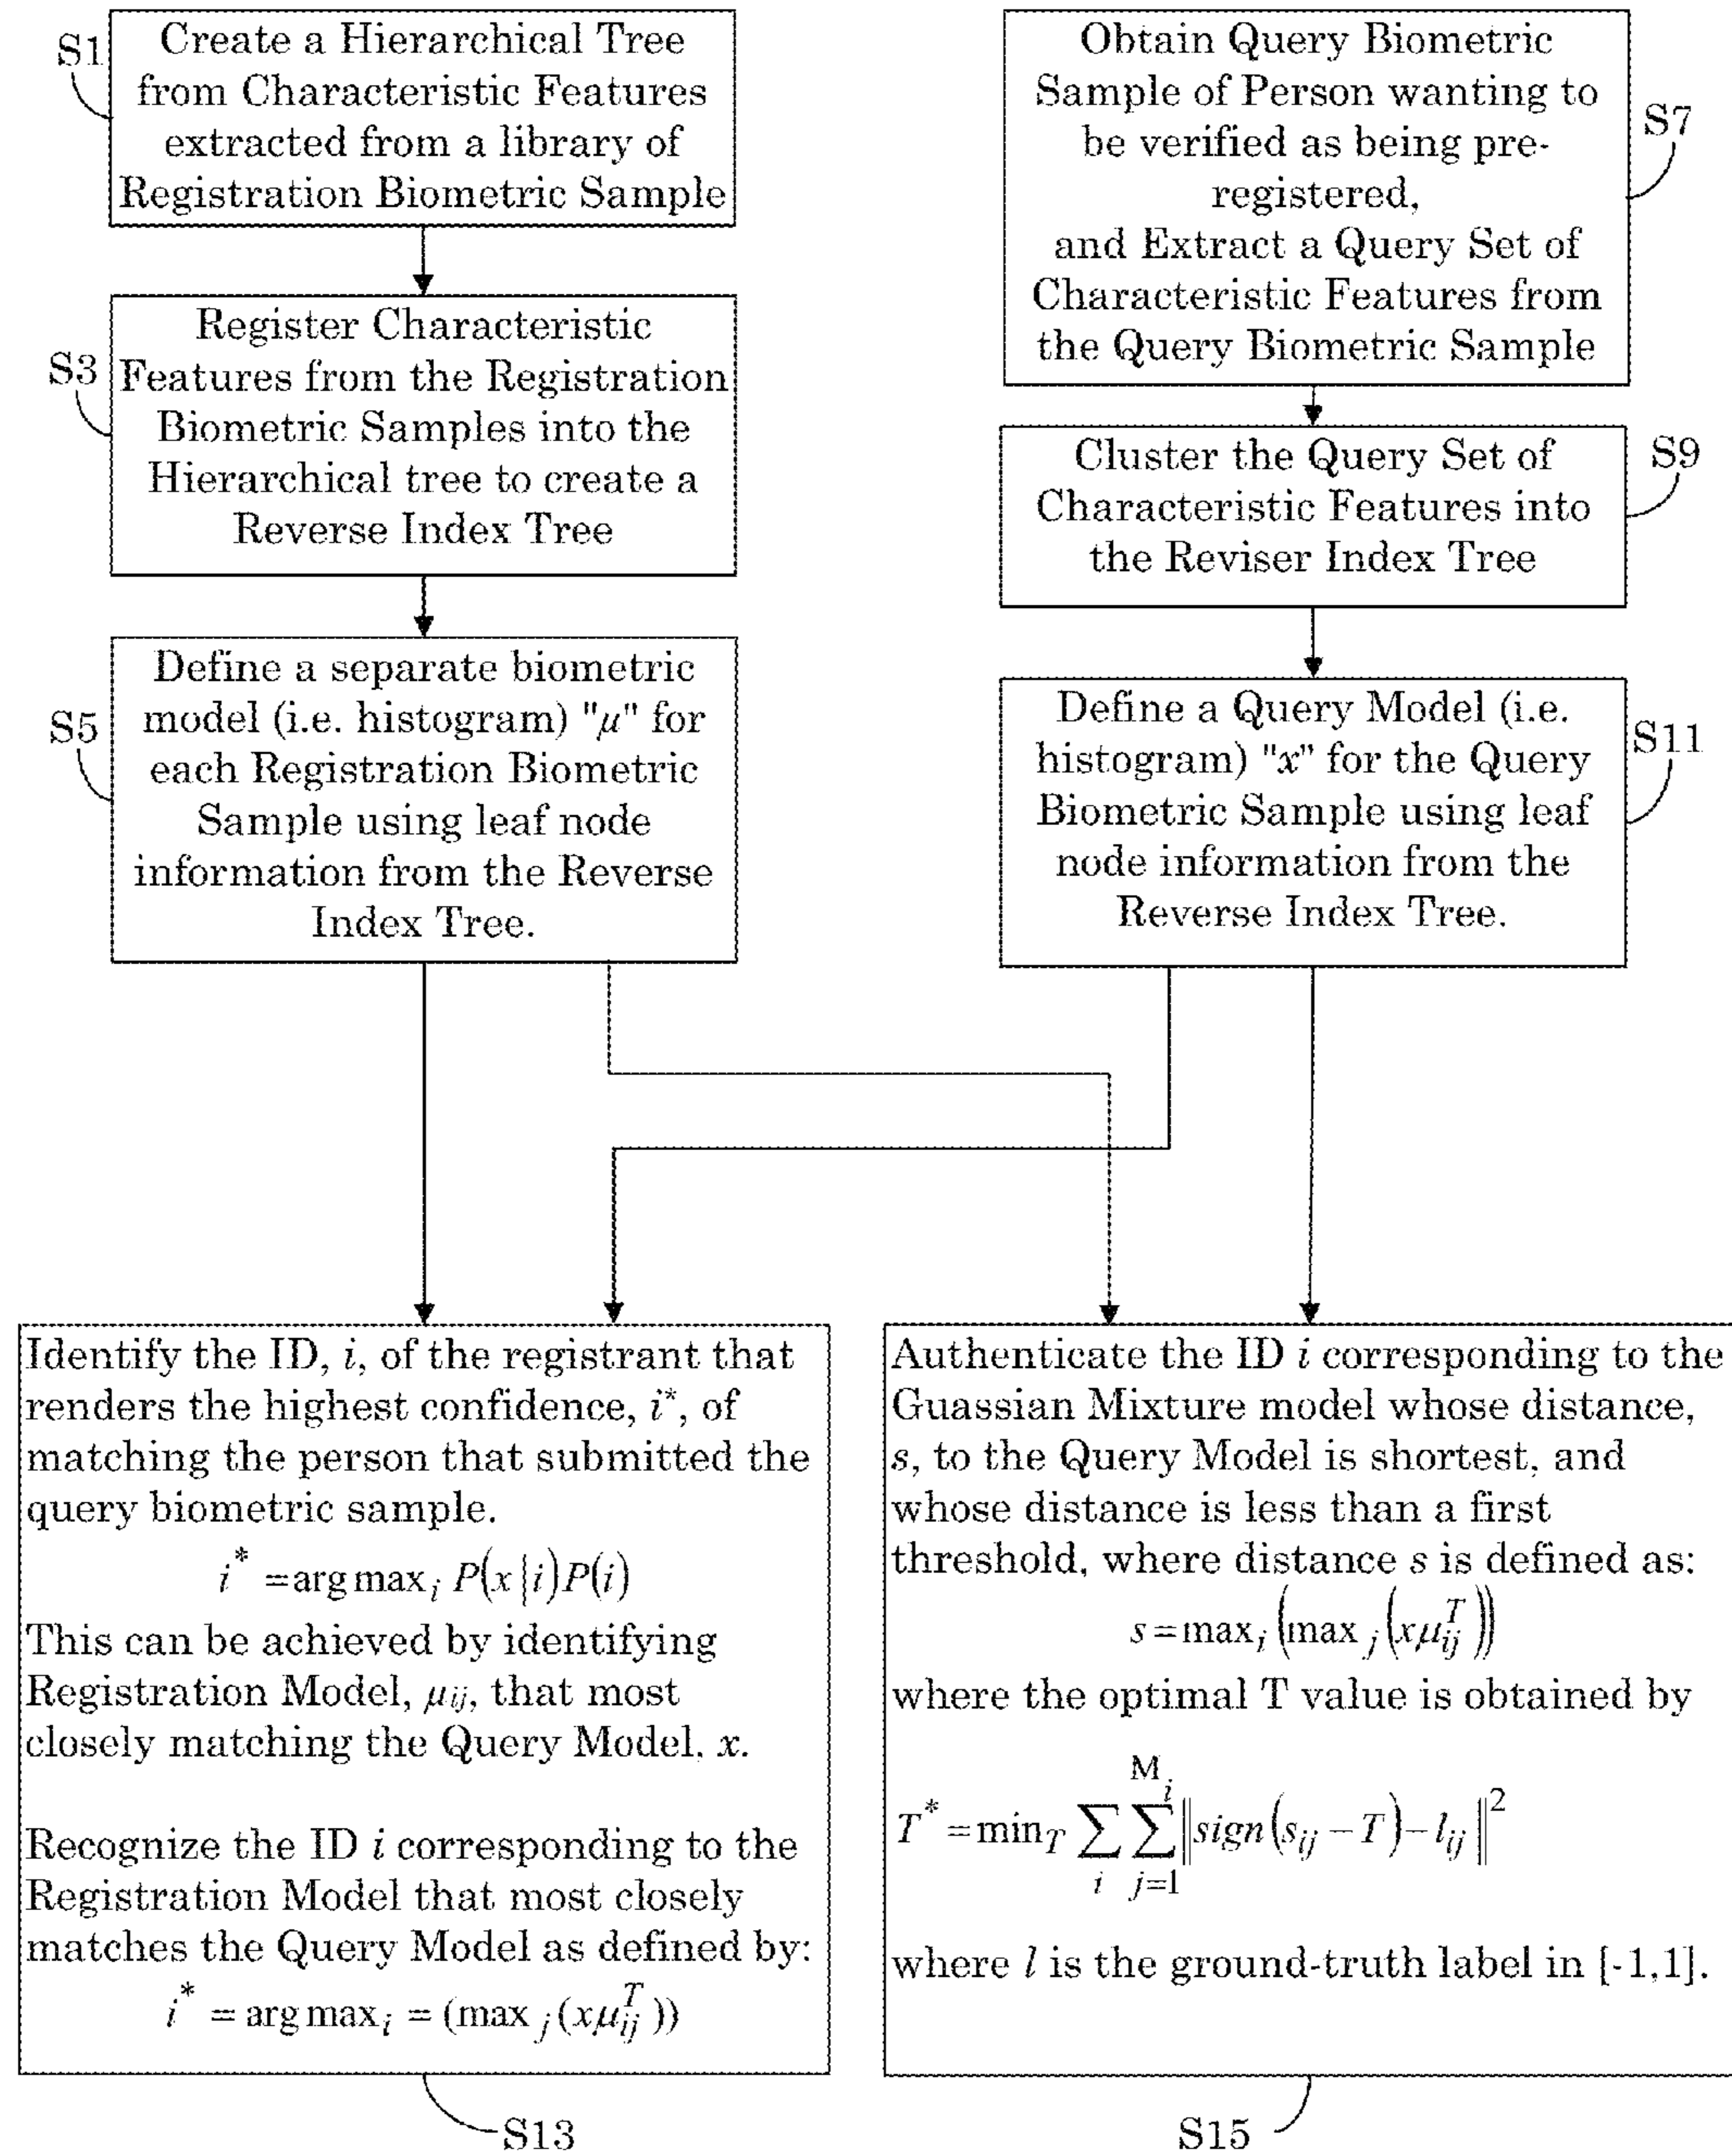 S1
Create a Hierarchical Tree
from Characteristic Features
extracted from a library of
Registration Biometric Sample
S3
Register Characteristic
Features from the Registration
Biometric Samples into the
Hierarchical tree to create a
Reverse Index Tree
S5
Define a separate biometric
model (i.e. histogram) "μ" for
each Registration Biometric
Sample using leaf node
information from the Reverse
Index Tree.
Obtain Query Biometric
Sample of Person wanting to
be verified as being pre-
registered,
and Extract a Query Set of
Characteristic Features from
the Query Biometric Sample
S7
Cluster the Query Set of
Characteristic Features into
the Reviser Index Tree
S9
Define a Query Model (i.e.
histogram) "x" for the Query
Biometric Sample using leaf
node information from the
Reverse Index Tree.
S11
Identify the ID, i, of the registrant that
renders the highest confidence, i*, of
matching the person that submitted the
query biometric sample.
i* =arg max_i P(x|i)P(i)
This can be achieved by identifying
Registration Model, μij, that most
closely matching the Query Model, x.
Recognize the ID i corresponding to the
Registration Model that most closely
matches the Query Model as defined by:
i* = arg max_i = (max_j (xμ_ij^T))
S13
Authenticate the ID i corresponding to the
Guassian Mixture model whose distance,
s, to the Query Model is shortest, and
whose distance is less than a first
threshold, where distance s is defined as:
s=max_i (max_j (xμ_ij^T))
where the optimal T value is obtained by
T* =min_T ∑_i ∑_{j=1}^{M_i} ||sign(s_ij −T)−l_ij||^2
where l is the ground-truth label in [-1,1].
S15